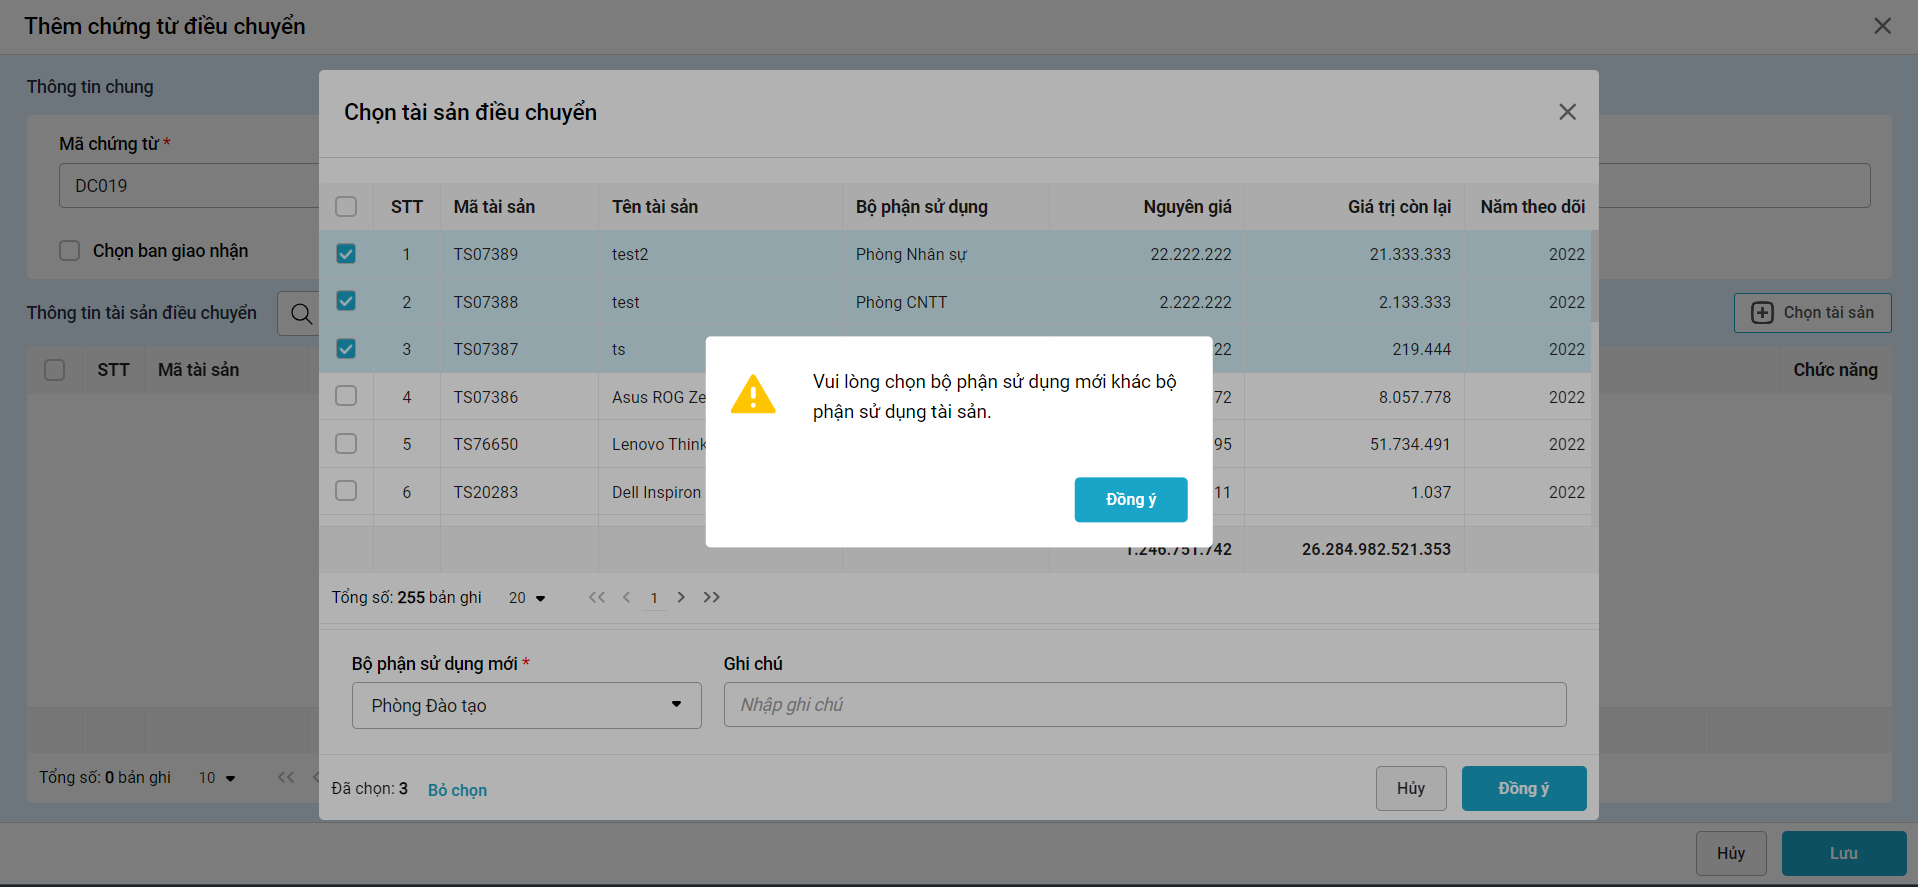 Thêm chứng từ điều chuyển
Thông tin chung
Mã chứng từ *
DC019
Chọn ban giao nhận
Thông tin tài sản điều chuyển
Chọn tài sản
STT Mã tài sản Chức năng
Tổng số: 0 bản ghi 10
Hủy Lưu
Chọn tài sản điều chuyển
STT Mã tài sản Tên tài sản Bộ phận sử dụng Nguyên giá Giá trị còn lại Năm theo dõi
1 TS07389 test2 Phòng Nhân sự 22.222.222 21.333.333 2022
2 TS07388 test Phòng CNTT 2.222.222 2.133.333 2022
3 TS07387 ts 22 219.444 2022
4 TS07386 Asus ROG Ze 72 8.057.778 2022
5 TS76650 Lenovo Think 95 51.734.491 2022
6 TS20283 Dell Inspiron 11 1.037 2022
1.246.751.742 26.284.982.521.353
Tổng số: 255 bản ghi 20 1
Bộ phận sử dụng mới * Ghi chú
Phòng Đào tạo Nhập ghi chú
Đã chọn: 3 Bỏ chọn Hủy Đồng ý
Vui lòng chọn bộ phận sử dụng mới khác bộ
phận sử dụng tài sản.
Đồng ý